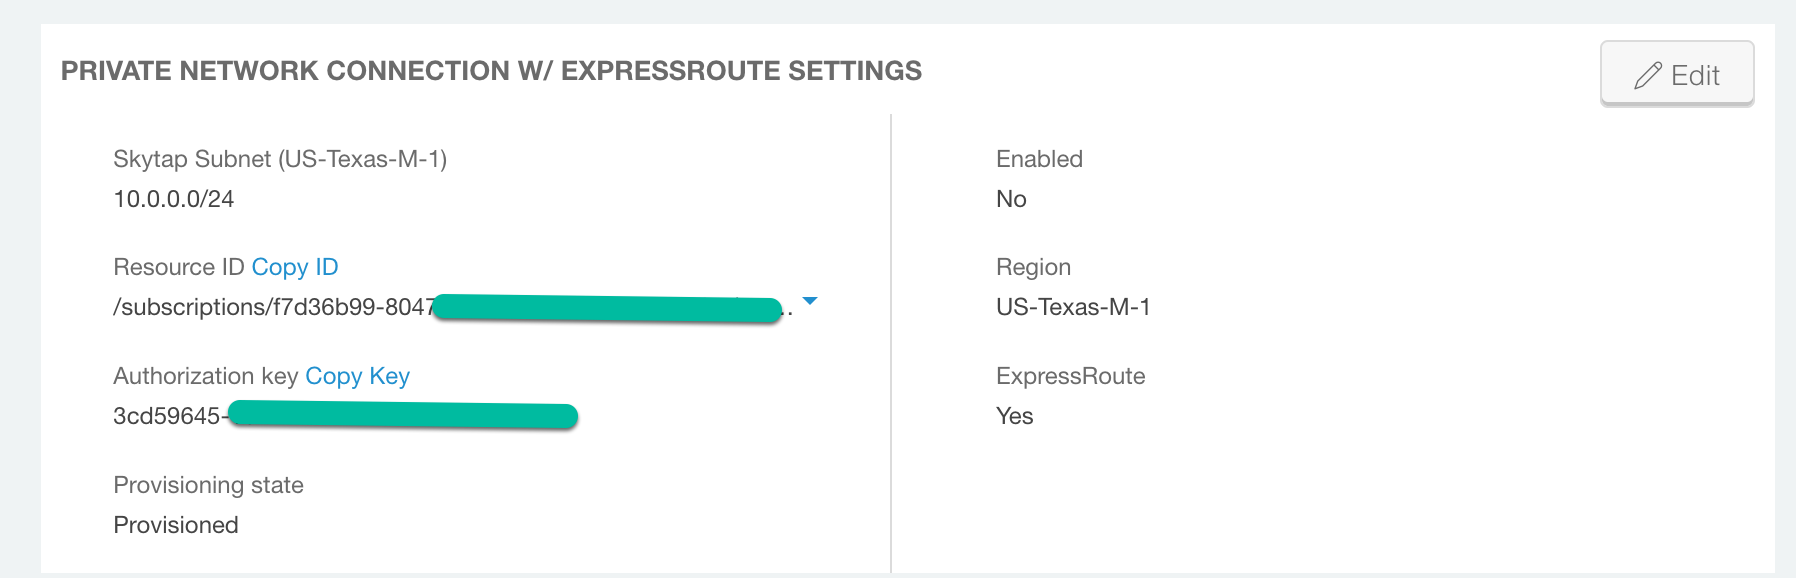 PRIVATE NETWORK CONNECTION W/ EXPRESSROUTE SETTINGS
Edit
Skytap Subnet (US-Texas-M-1)
10.0.0.0/24
Resource ID Copy ID
/subscriptions/f7d36b99-8047 ..
Authorization key Copy Key
3cd59645-
Provisioning state
Provisioned
Enabled
No
Region
US-Texas-M-1
ExpressRoute
Yes